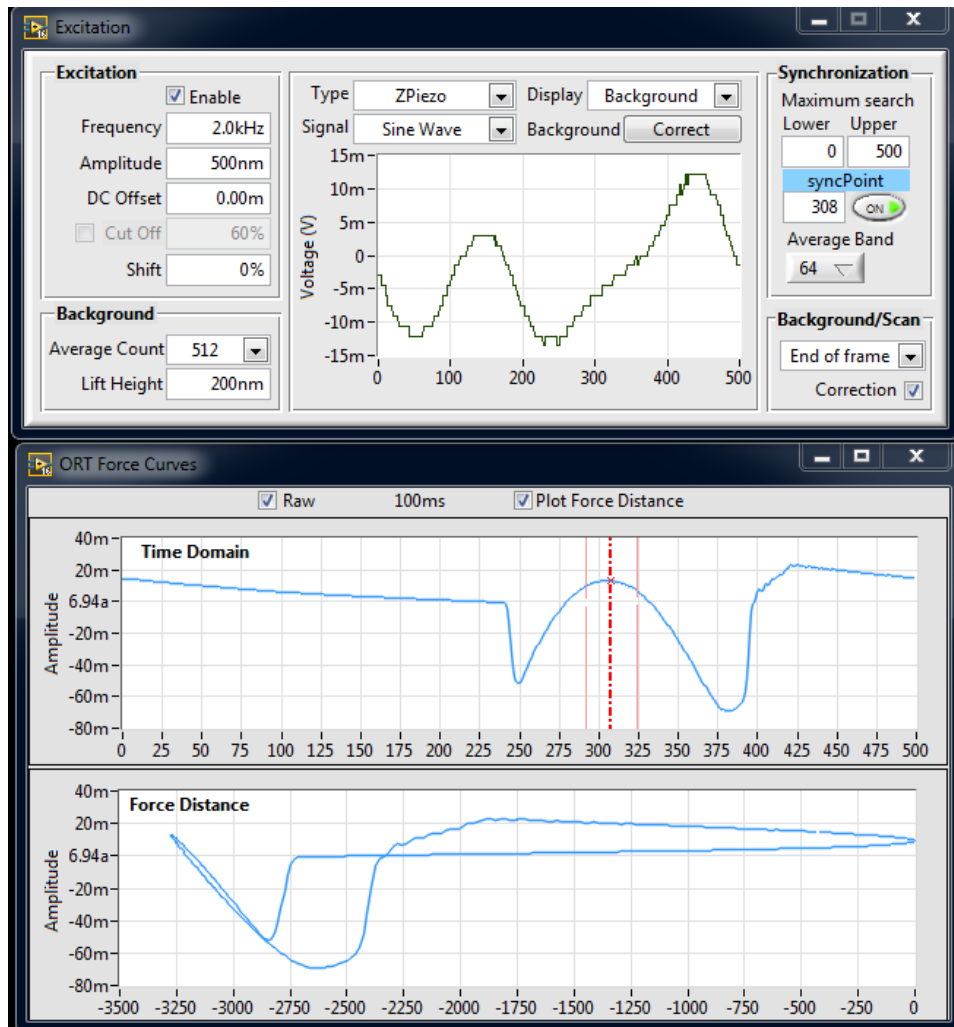 Excitation
Excitation
Enable
Frequency 2.0kHz
Amplitude 500nm
DC Offset 0.00m
Cut Off 60%
Shift 0%
Background
Average Count 512
Lift Height 200nm
Type ZPiezo Display Background
Signal Sine Wave Background Correct
Voltage (V)
15m
10m
5m
0
-5m
-10m
-15m
0 100 200 300 400 500
Synchronization
Maximum search
Lower Upper
0 500
syncPoint
308 ON
Average Band
64
Background/Scan
End of frame
Correction
ORT Force Curves
Raw 100ms Plot Force Distance
Time Domain
Amplitude
40m
20m
6.94a
-20m
-40m
-60m
-80m
0 25 50 75 100 125 150 175 200 225 250 275 300 325 350 375 400 425 450 475 500
Force Distance
Amplitude
40m
20m
6.94a
-20m
-40m
-60m
-80m
-3500 -3250 -3000 -2750 -2500 -2250 -2000 -1750 -1500 -1250 -1000 -750 -500 -250 0